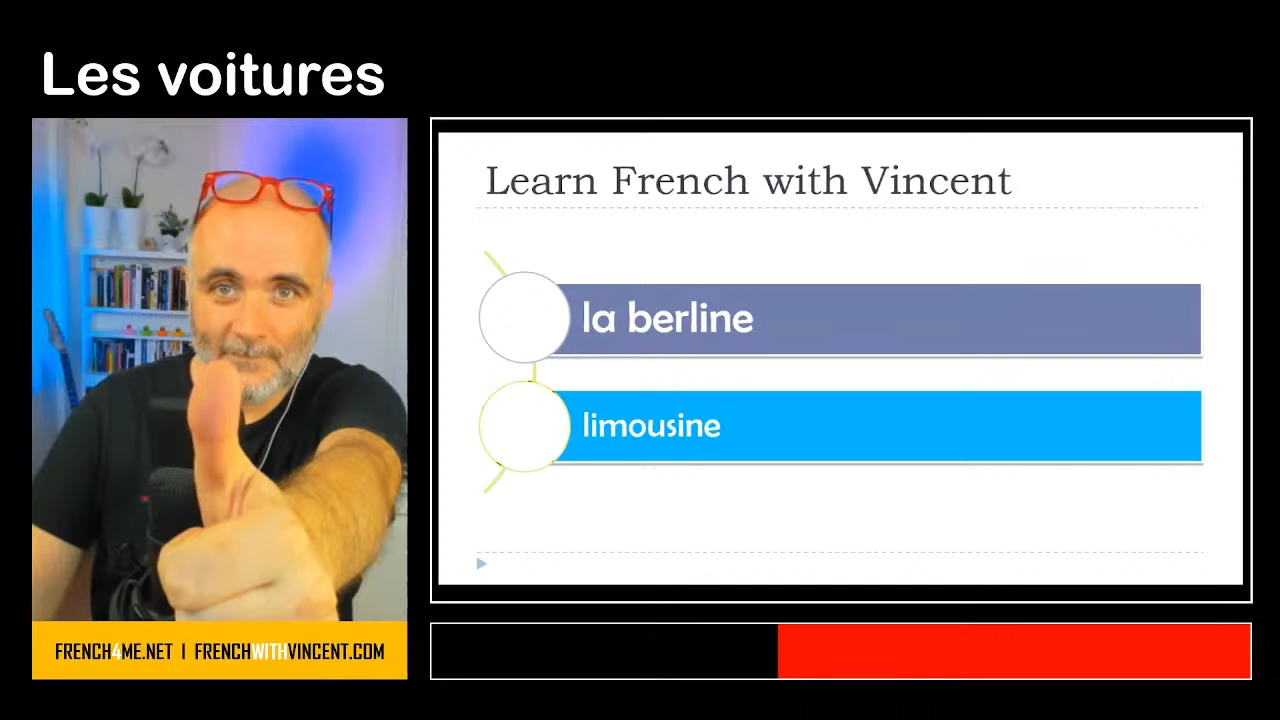 Les voitures
Learn French with Vincent
la berline
limousine
FRENCH4ME.NET I FRENCHWITHVINCENT.COM